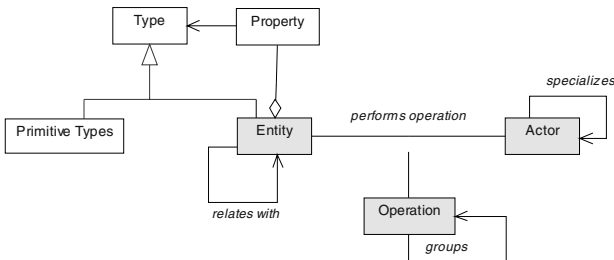 Type
Property
specializes
Primitive Types
Entity
performs operation
Actor
relates with
Operation
groups